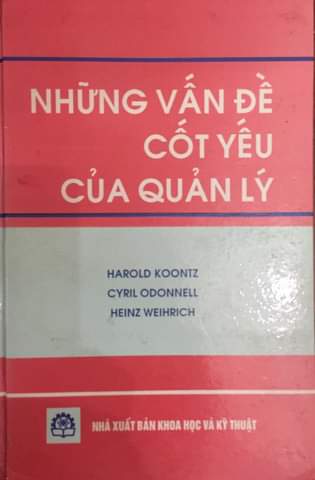 NHỮNG VẤN ĐỀ
CỐT YẾU
CỦA QUẢN LÝ
HAROLD KOONTZ
CYRIL ODONNELL
HEINZ WEIHRICH
NHÀ XUẤT BẢN KHOA HỌC VÀ KỸ THUẬT